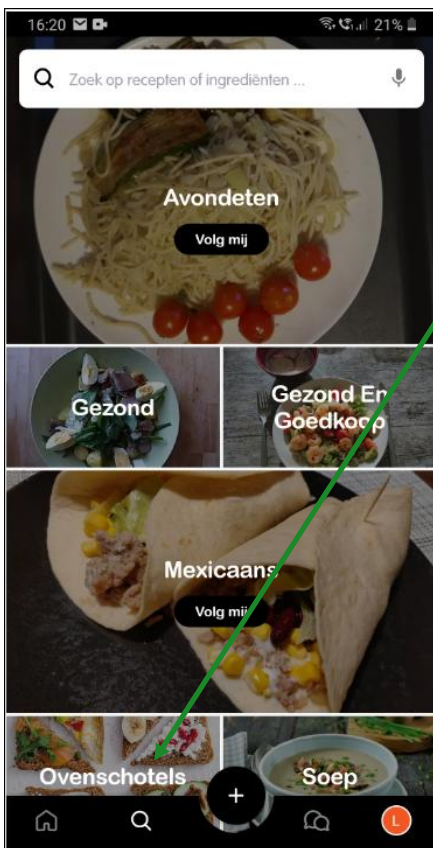 16:20 21%
Zoek op recepten of ingrediënten ...
Avondeten
Volg mij
Gezond
Gezond En
Goedkoop
Mexicaans
Volg mij
Ovenschotels
Soep
+
L